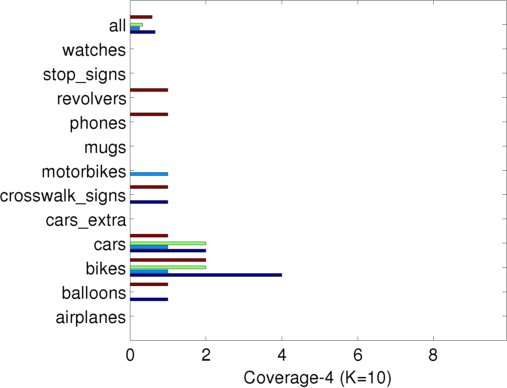 all
watches
stop_signs
revolvers
phones
mugs
motorbikes
crosswalk_signs
cars_extra
cars
bikes
balloons
airplanes
0 2 4 6 8
Coverage-4 (K=10)